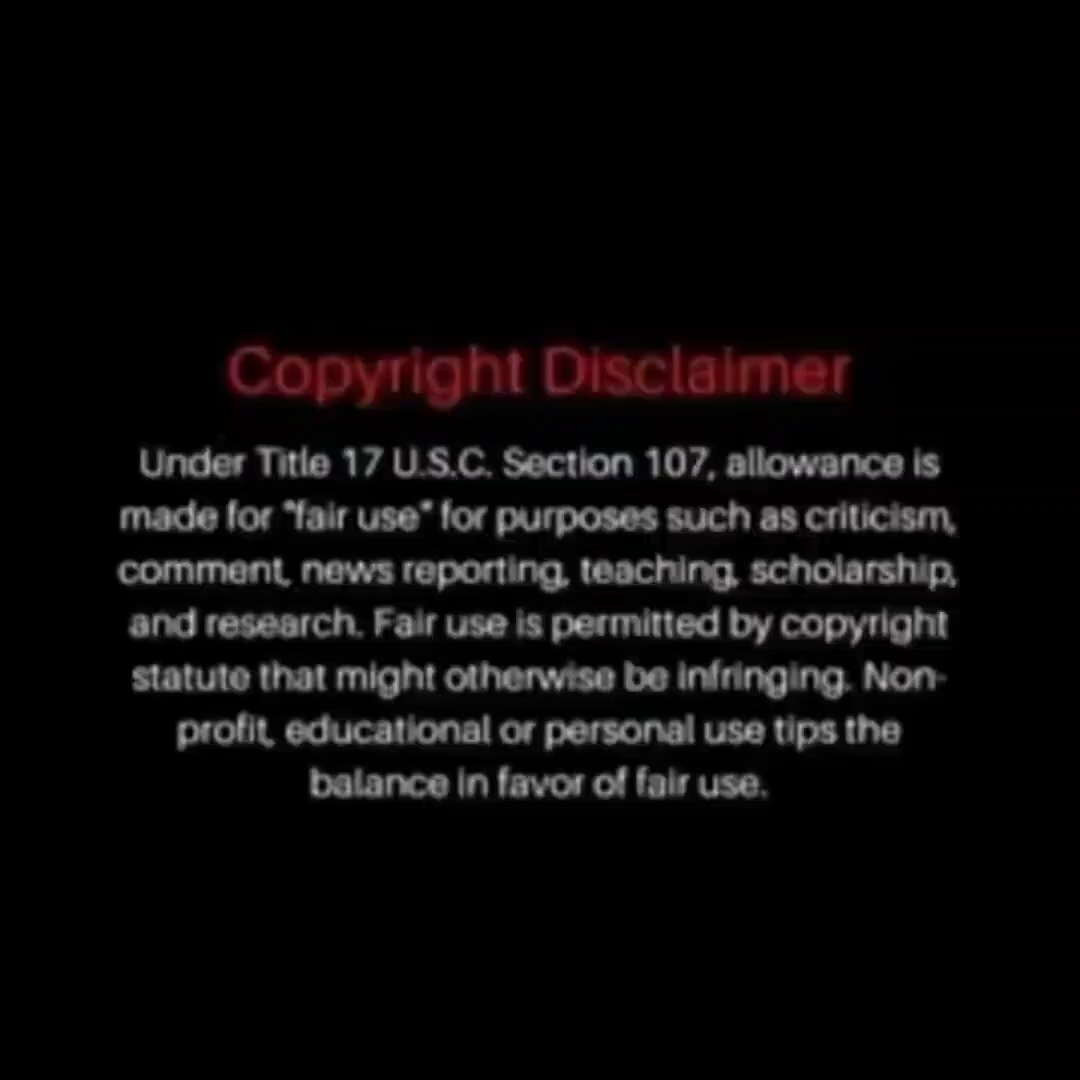 Copyright Disclaimer
Under Title 17 U.S.C. Section 107, allowance is
made for "fair use" for purposes such as criticism,
comment, news reporting, teaching, scholarship,
and research. Fair use is permitted by copyright
statute that might otherwise be infringing. Non-
profit, educational or personal use tips the
balance in favor of fair use.